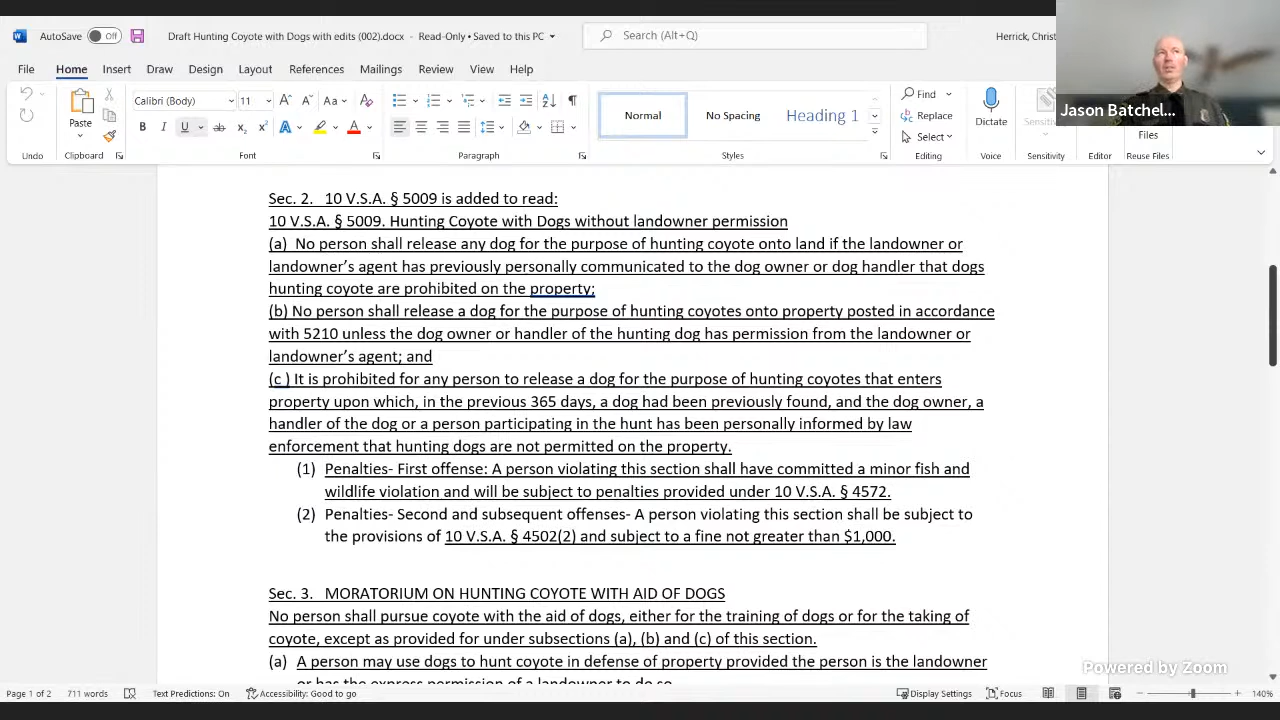 AutoSave Off Draft Hunting Coyote with Dogs with edits (002).docx - Read-Only • Saved to this PC Search (Alt+Q) Herrick, Christ
File Home Insert Draw Design Layout References Mailings Review View Help
Calibri (Body) 11 A A Aa A Find
Paste Normal No Spacing Heading 1 Replace Dictate Sensitivity
B I U ab x₂ x² A A Select Files
Jason Batchel...
Undo Clipboard Font Paragraph Styles Editing Voice Sensitivity Editor Reuse Files
Sec. 2. 10 V.S.A. § 5009 is added to read:
10 V.S.A. § 5009. Hunting Coyote with Dogs without landowner permission
(a) No person shall release any dog for the purpose of hunting coyote onto land if the landowner or
landowner's agent has previously personally communicated to the dog owner or dog handler that dogs
hunting coyote are prohibited on the property;
(b) No person shall release a dog for the purpose of hunting coyotes onto property posted in accordance
with 5210 unless the dog owner or handler of the hunting dog has permission from the landowner or
landowner's agent; and
(c ) It is prohibited for any person to release a dog for the purpose of hunting coyotes that enters
property upon which, in the previous 365 days, a dog had been previously found, and the dog owner, a
handler of the dog or a person participating in the hunt has been personally informed by law
enforcement that hunting dogs are not permitted on the property.
(1) Penalties- First offense: A person violating this section shall have committed a minor fish and
wildlife violation and will be subject to penalties provided under 10 V.S.A. § 4572.
(2) Penalties- Second and subsequent offenses- A person violating this section shall be subject to
the provisions of 10 V.S.A. § 4502(2) and subject to a fine not greater than $1,000.
Sec. 3. MORATORIUM ON HUNTING COYOTE WITH AID OF DOGS
No person shall pursue coyote with the aid of dogs, either for the training of dogs or for the taking of
coyote, except as provided for under subsections (a), (b) and (c) of this section.
(a) A person may use dogs to hunt coyote in defense of property provided the person is the landowner
or has the express permission of a landowner to do so
Powered by Zoom
Page 1 of 2 711 words Text Predictions: On Accessibility: Good to go Display Settings Focus 140%